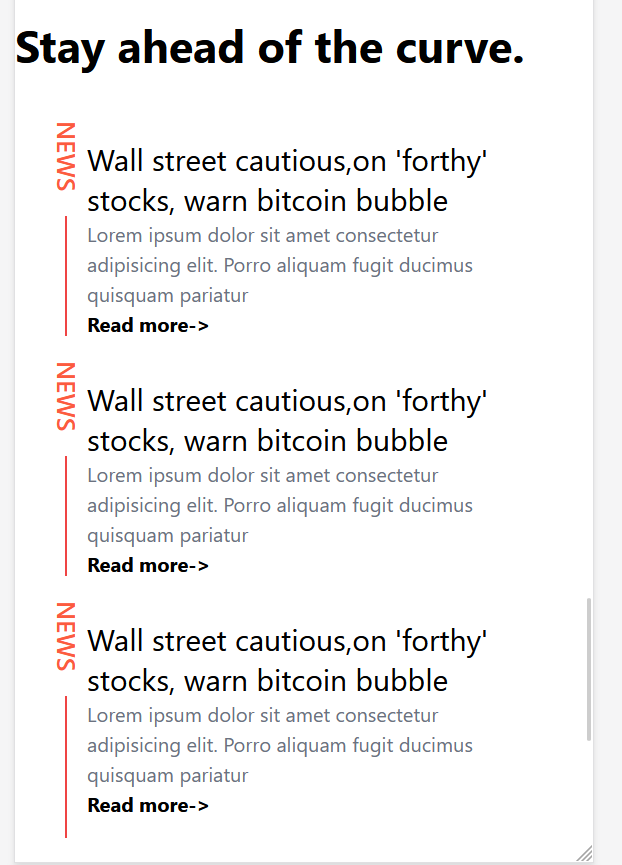 Stay ahead of the curve.
NEWS
Wall street cautious,on 'forthy'
stocks, warn bitcoin bubble
Lorem ipsum dolor sit amet consectetur
adipisicing elit. Porro aliquam fugit ducimus
quisquam pariatur
Read more->
NEWS
Wall street cautious,on 'forthy'
stocks, warn bitcoin bubble
Lorem ipsum dolor sit amet consectetur
adipisicing elit. Porro aliquam fugit ducimus
quisquam pariatur
Read more->
NEWS
Wall street cautious,on 'forthy'
stocks, warn bitcoin bubble
Lorem ipsum dolor sit amet consectetur
adipisicing elit. Porro aliquam fugit ducimus
quisquam pariatur
Read more->